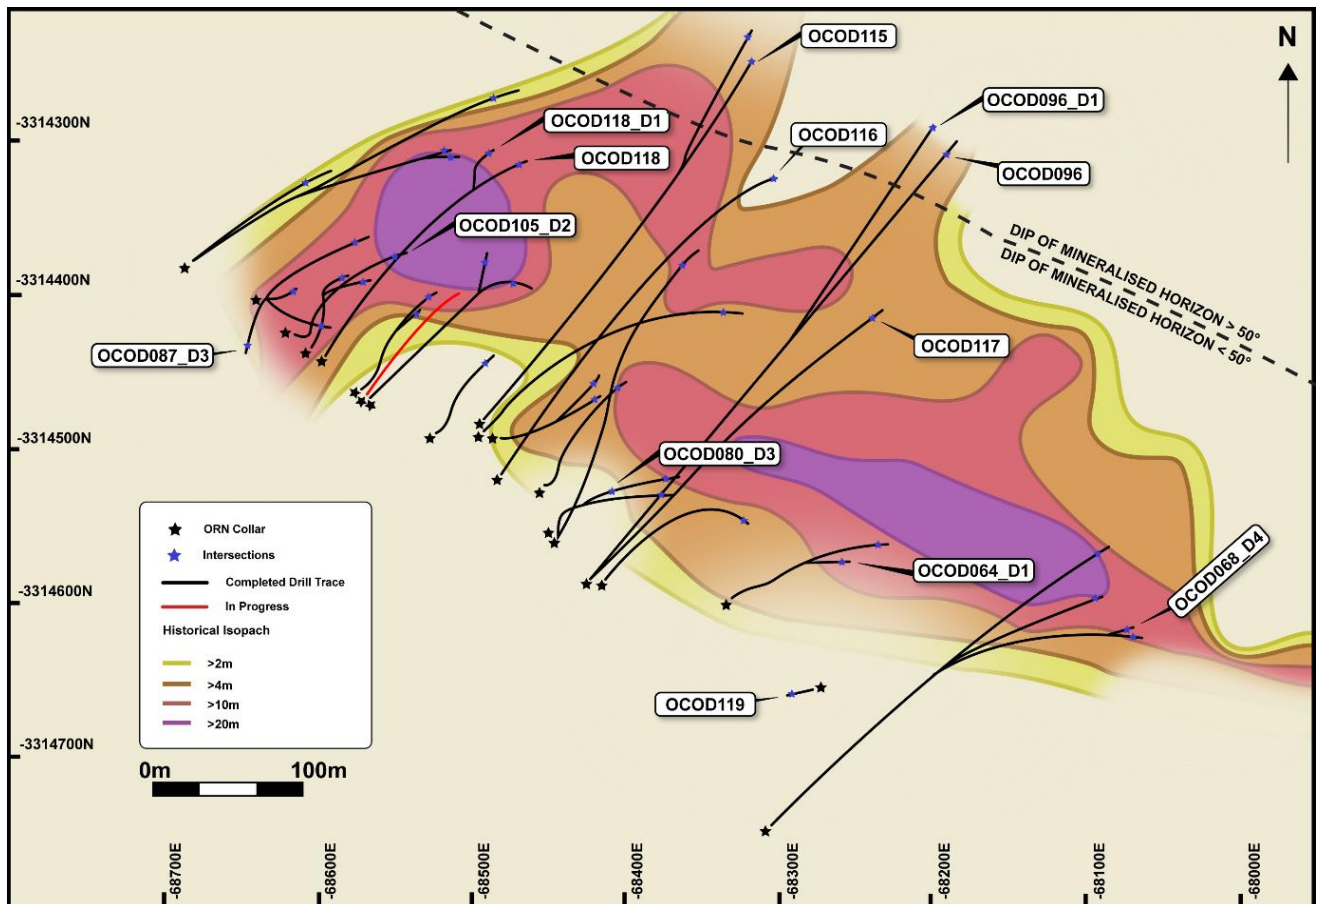 OCOD115
N
OCOD096_D1
-3314300N
OCOD118_D1
OCOD116
OCOD118
OCOD096
OCOD105_D2
DIP OF MINERALISED HORIZON > 50°
DIP OF MINERALISED HORIZON < 50°
-3314400N
OCOD087_D3
OCOD117
-3314500N
OCOD080_D3
ORN Collar
Intersections
Completed Drill Trace
In Progress
Historical Isopach
>2m
>4m
>10m
>20m
OCOD064_D1
OCOD068_D4
-3314600N
OCOD119
-3314700N
0m 100m
-68700E
-68600E
-68500E
-68400E
-68300E
-68200E
-68100E
-68000E